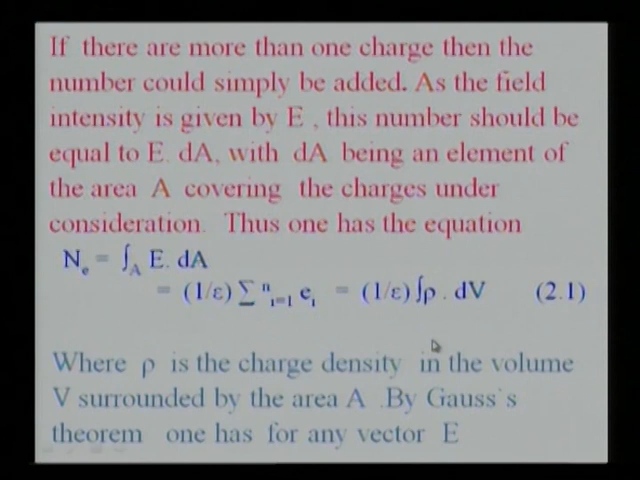 If there are more than one charge then the
number could simply be added. As the field
intensity is given by E , this number should be
equal to E. dA, with dA being an element of
the area A covering the charges under
consideration. Thus one has the equation
Nₑ = ∫A E. dA
= (1/ε) ∑ ⁿᵢ₌₁ eᵢ = (1/ε) ∫ρ . dV (2.1)
Where ρ is the charge density in the volume
V surrounded by the area A .By Gauss`s
theorem one has for any vector E